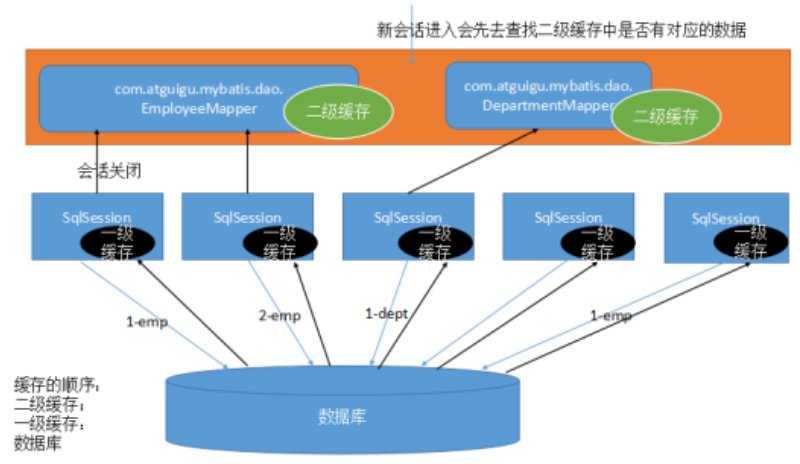 新会话进入会先去查找二级缓存中是否有对应的数据
com.atguigu.mybatis.dao.
EmployeeMapper
二级缓存
com.atguigu.mybatis.dao.
DepartmentMapper
二级缓存
会话关闭
SqlSession
一级
缓存
SqlSession
一级
缓存
SqlSession
一级
缓存
SqlSession
一级
缓存
SqlSession
一级
缓存
1-emp
2-emp
1-dept
1-emp
缓存的顺序:
二级缓存:
一级缓存:
数据库
数据库